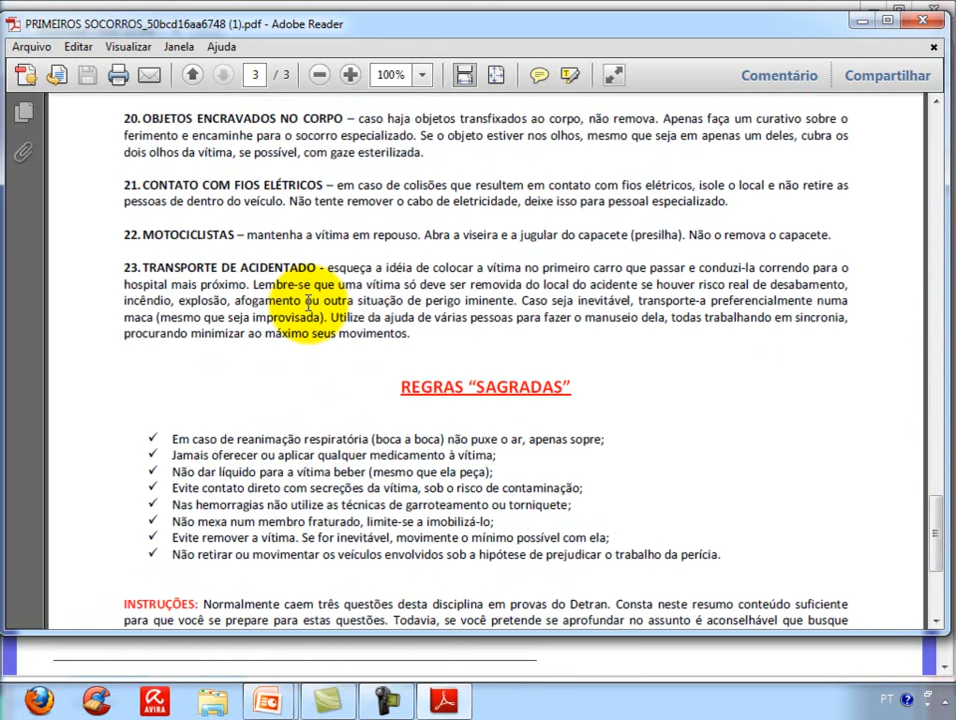 PRIMEIROS SOCORROS_50bcd16aa6748 (1).pdf - Adobe Reader
Arquivo Editar Visualizar Janela Ajuda
3 / 3 100% Comentário Compartilhar
20. OBJETOS ENCRAVADOS NO CORPO – caso haja objetos transfixados ao corpo, não remova. Apenas faça um curativo sobre o
ferimento e encaminhe para o socorro especializado. Se o objeto estiver nos olhos, mesmo que seja em apenas um deles, cubra os
dois olhos da vítima, se possível, com gaze esterilizada.
21. CONTATO COM FIOS ELÉTRICOS – em caso de colisões que resultem em contato com fios elétricos, isole o local e não retire as
pessoas de dentro do veículo. Não tente remover o cabo de eletricidade, deixe isso para pessoal especializado.
22. MOTOCICLISTAS – mantenha a vítima em repouso. Abra a viseira e a jugular do capacete (presilha). Não o remova o capacete.
23. TRANSPORTE DE ACIDENTADO - esqueça a idéia de colocar a vítima no primeiro carro que passar e conduzi-la correndo para o
hospital mais próximo. Lembre-se que uma vítima só deve ser removida do local do acidente se houver risco real de desabamento,
incêndio, explosão, afogamento ou outra situação de perigo iminente. Caso seja inevitável, transporte-a preferencialmente numa
maca (mesmo que seja improvisada). Utilize da ajuda de várias pessoas para fazer o manuseio dela, todas trabalhando em sincronia,
procurando minimizar ao máximo seus movimentos.
REGRAS “SAGRADAS”
✓ Em caso de reanimação respiratória (boca a boca) não puxe o ar, apenas sopre;
✓ Jamais oferecer ou aplicar qualquer medicamento à vítima;
✓ Não dar líquido para a vítima beber (mesmo que ela peça);
✓ Evite contato direto com secreções da vítima, sob o risco de contaminação;
✓ Nas hemorragias não utilize as técnicas de garroteamento ou torniquete;
✓ Não mexa num membro fraturado, limite-se a imobilizá-lo;
✓ Evite remover a vítima. Se for inevitável, movimente o mínimo possível com ela;
✓ Não retirar ou movimentar os veículos envolvidos sob a hipótese de prejudicar o trabalho da perícia.
INSTRUÇÕES: Normalmente caem três questões desta disciplina em provas do Detran. Consta neste resumo conteúdo suficiente
para que você se prepare para estas questões. Todavia, se você pretende se aprofundar no assunto é aconselhável que busque
AVIRA
PT